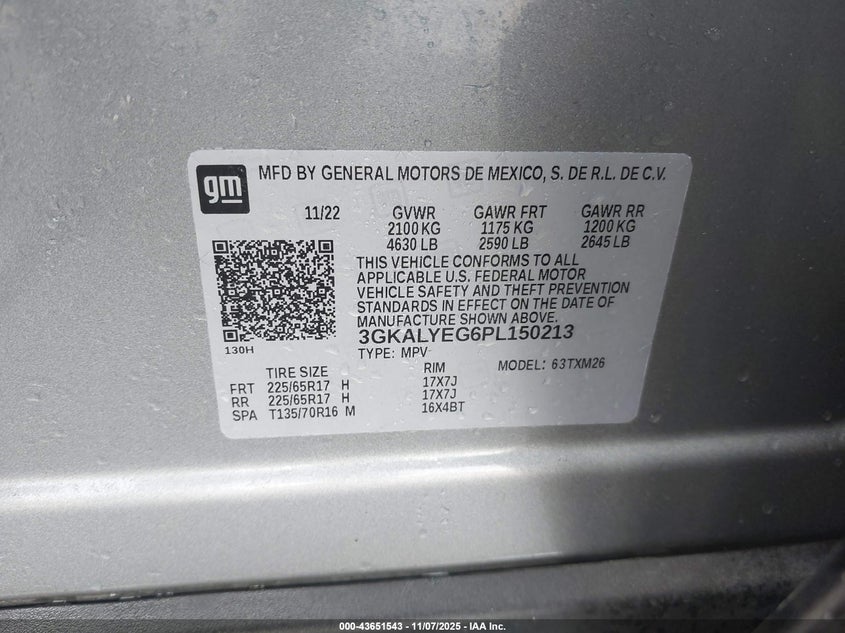 gm
MFD BY GENERAL MOTORS DE MEXICO, S. DE R.L. DE C.V.
11/22 GVWR GAWR FRT GAWR RR
2100 KG 1175 KG 1200 KG
4630 LB 2590 LB 2645 LB
THIS VEHICLE CONFORMS TO ALL
APPLICABLE U.S. FEDERAL MOTOR
VEHICLE SAFETY AND THEFT PREVENTION
STANDARDS IN EFFECT ON THE DATE OF
MANUFACTURE SHOWN ABOVE.
3GKALYEG6PL150213
130H
TYPE: MPV MODEL: 63TXM26
TIRE SIZE RIM
FRT 225/65R17 H 17X7J
RR 225/65R17 H 17X7J
SPA T135/70R16 M 16X4BT
000-43651543 - 11/07/2025 - IAA Inc.